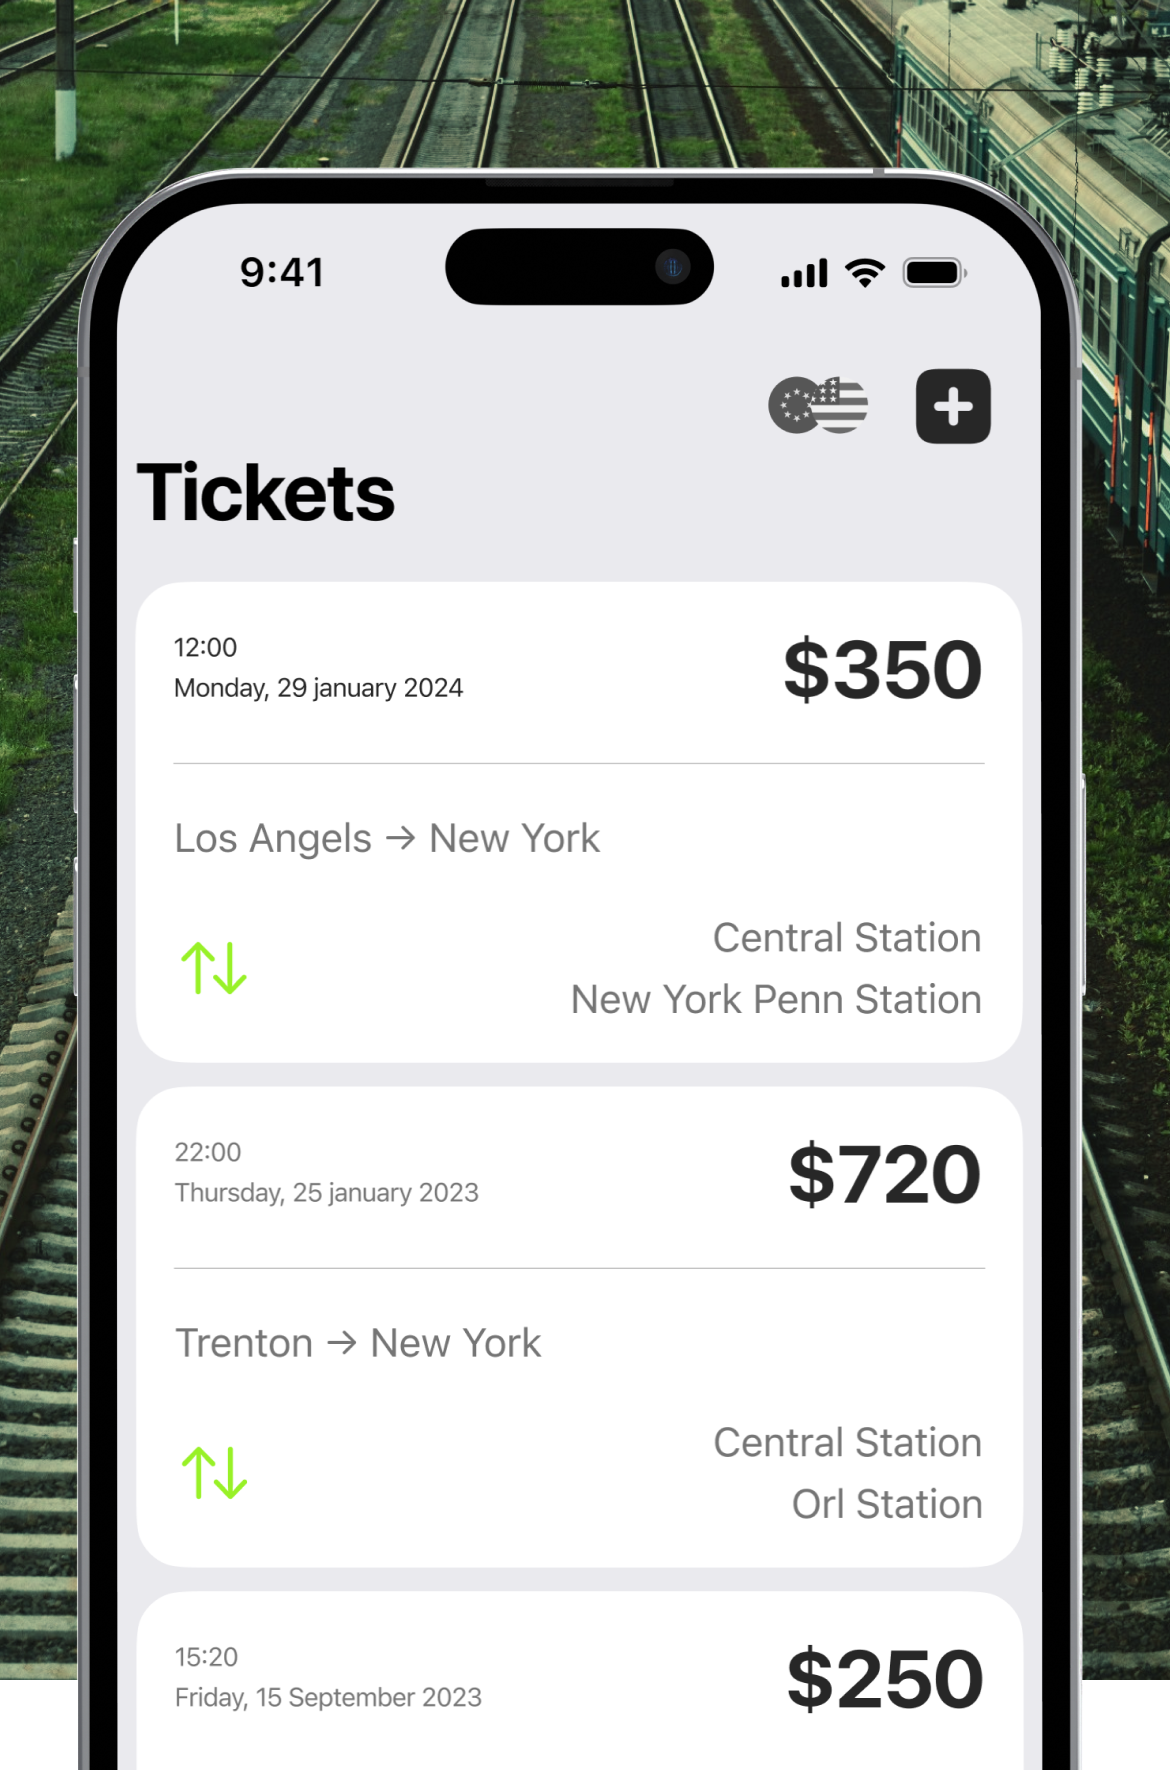 9:41
Tickets
12:00
Monday, 29 january 2024
$350
Los Angels → New York
Central Station
New York Penn Station
22:00
Thursday, 25 january 2023
$720
Trenton → New York
Central Station
Orl Station
15:20
Friday, 15 September 2023
$250